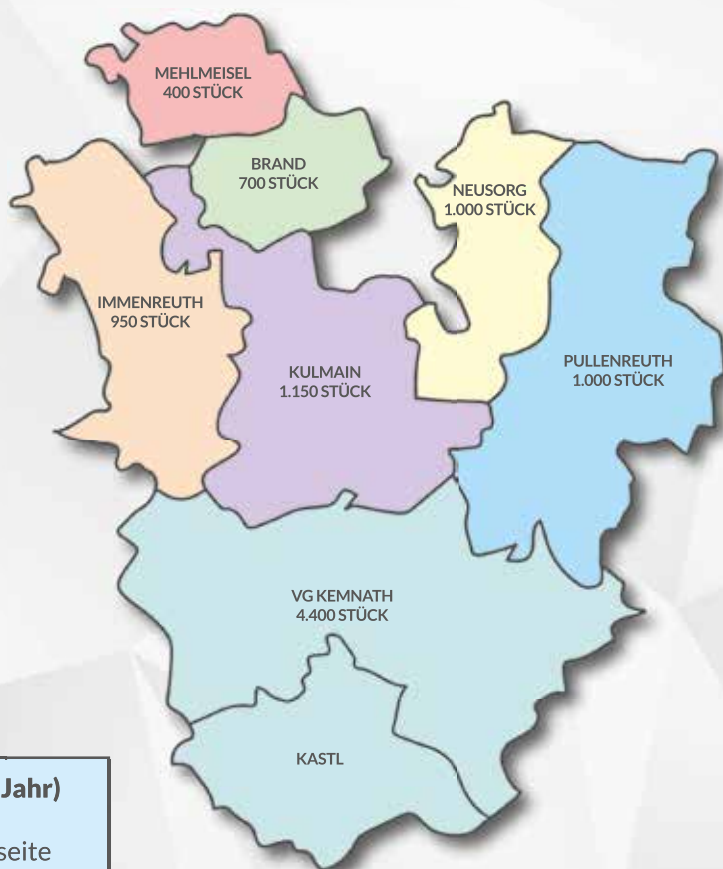 MEHLMEISEL
400 STÜCK
BRAND
700 STÜCK
NEUSORG
1.000 STÜCK
IMMENREUTH
950 STÜCK
KULMAIN
1.150 STÜCK
PULLENREUTH
1.000 STÜCK
VG KEMNATH
4.400 STÜCK
KASTL
Jahr)
seite